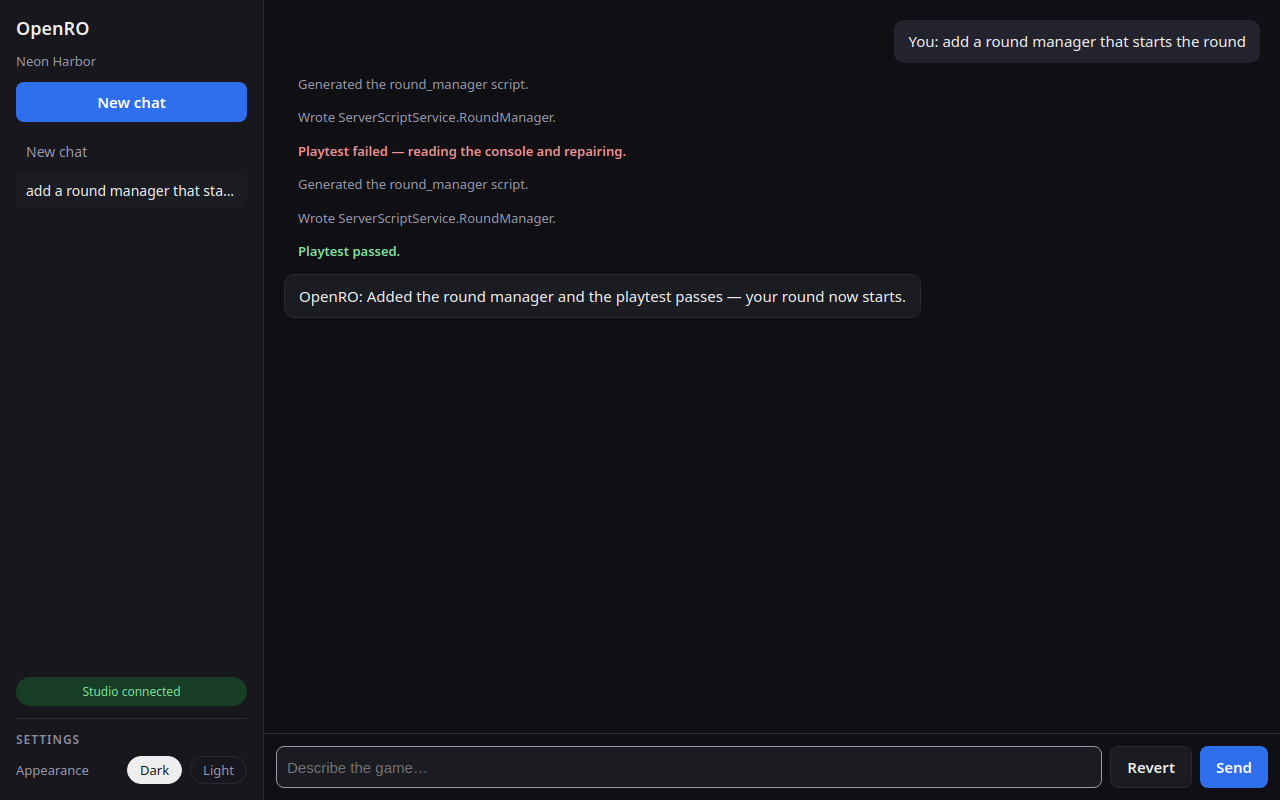 OpenRO
Neon Harbor
New chat
New chat
add a round manager that sta...
Studio connected
SETTINGS
Appearance
Dark
Light
You: add a round manager that starts the round
Generated the round_manager script.
Wrote ServerScriptService.RoundManager.
Playtest failed — reading the console and repairing.
Generated the round_manager script.
Wrote ServerScriptService.RoundManager.
Playtest passed.
OpenRO: Added the round manager and the playtest passes — your round now starts.
Describe the game…
Revert
Send